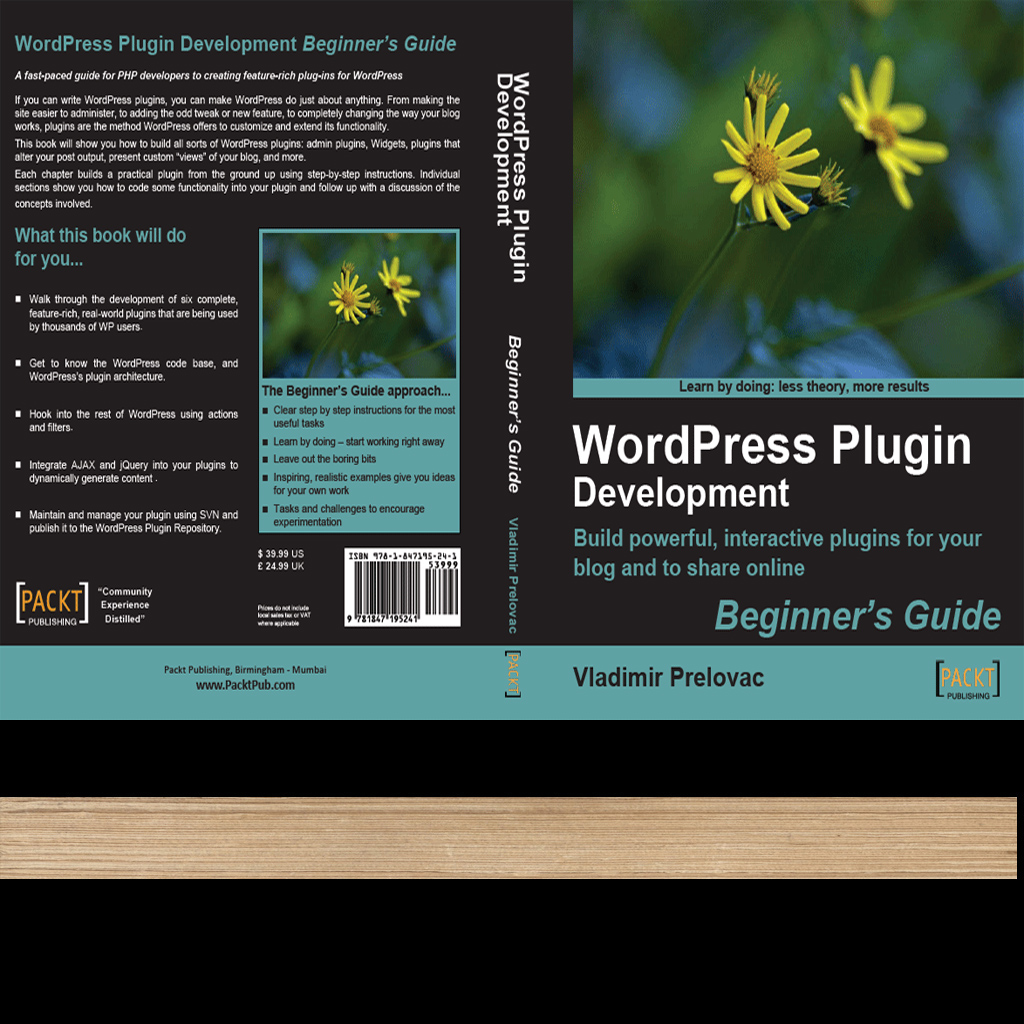 WordPress Plugin Development Beginner's Guide
A fast-paced guide for PHP developers to creating feature-rich plug-ins for WordPress
If you can write WordPress plugins, you can make WordPress do just about anything. From making the
site easier to administer, to adding the odd tweak or new feature, to completely changing the way your blog
works, plugins are the method WordPress offers to customize and extend its functionality.
This book will show you how to build all sorts of WordPress plugins: admin plugins, Widgets, plugins that
alter your post output, present custom "views" of your blog, and more.
Each chapter builds a practical plugin from the ground up using step-by-step instructions. Individual
sections show you how to code some functionality into your plugin and follow up with a discussion of the
concepts involved.
What this book will do
for you...
Walk through the development of six complete,
feature-rich, real-world plugins that are being used
by thousands of WP users.
Get to know the WordPress code base, and
WordPress's plugin architecture.
Hook into the rest of WordPress using actions
and filters.
Integrate AJAX and jQuery into your plugins to
dynamically generate content .
Maintain and manage your plugin using SVN and
publish it to the WordPress Plugin Repository.
The Beginner's Guide approach...
Clear step by step instructions for the most
useful tasks
Learn by doing – start working right away
Leave out the boring bits
Inspiring, realistic examples give you ideas
for your own work
Tasks and challenges to encourage
experimentation
$ 39.99 US
£ 24.99 UK
Prices do not include
local sales tax or VAT
where applicable
ISBN 978-1-847195-24-1
53999
9 781847 195241
[PACKT]
PUBLISHING
"Community
Experience
Distilled"
Packt Publishing, Birmingham - Mumbai
www.PacktPub.com
WordPress Plugin
Development
Beginner's Guide
Vladimir Prelovac
[PACKT]
Learn by doing: less theory, more results
WordPress Plugin
Development
Build powerful, interactive plugins for your
blog and to share online
Beginner's Guide
Vladimir Prelovac
[PACKT]
PUBLISHING